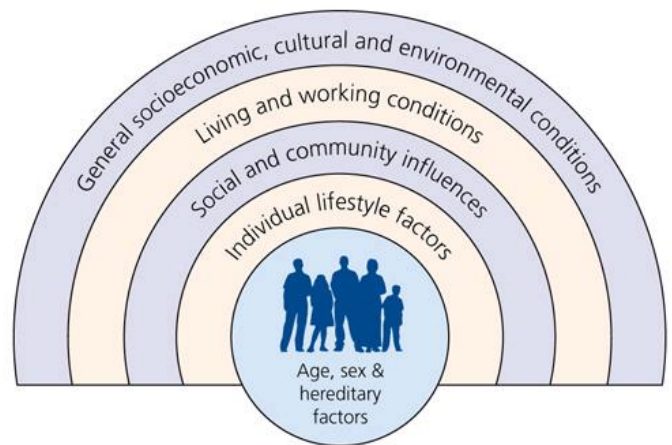 General socioeconomic, cultural and environmental conditions
Living and working conditions
Social and community influences
Individual lifestyle factors
Age, sex &
hereditary
factors